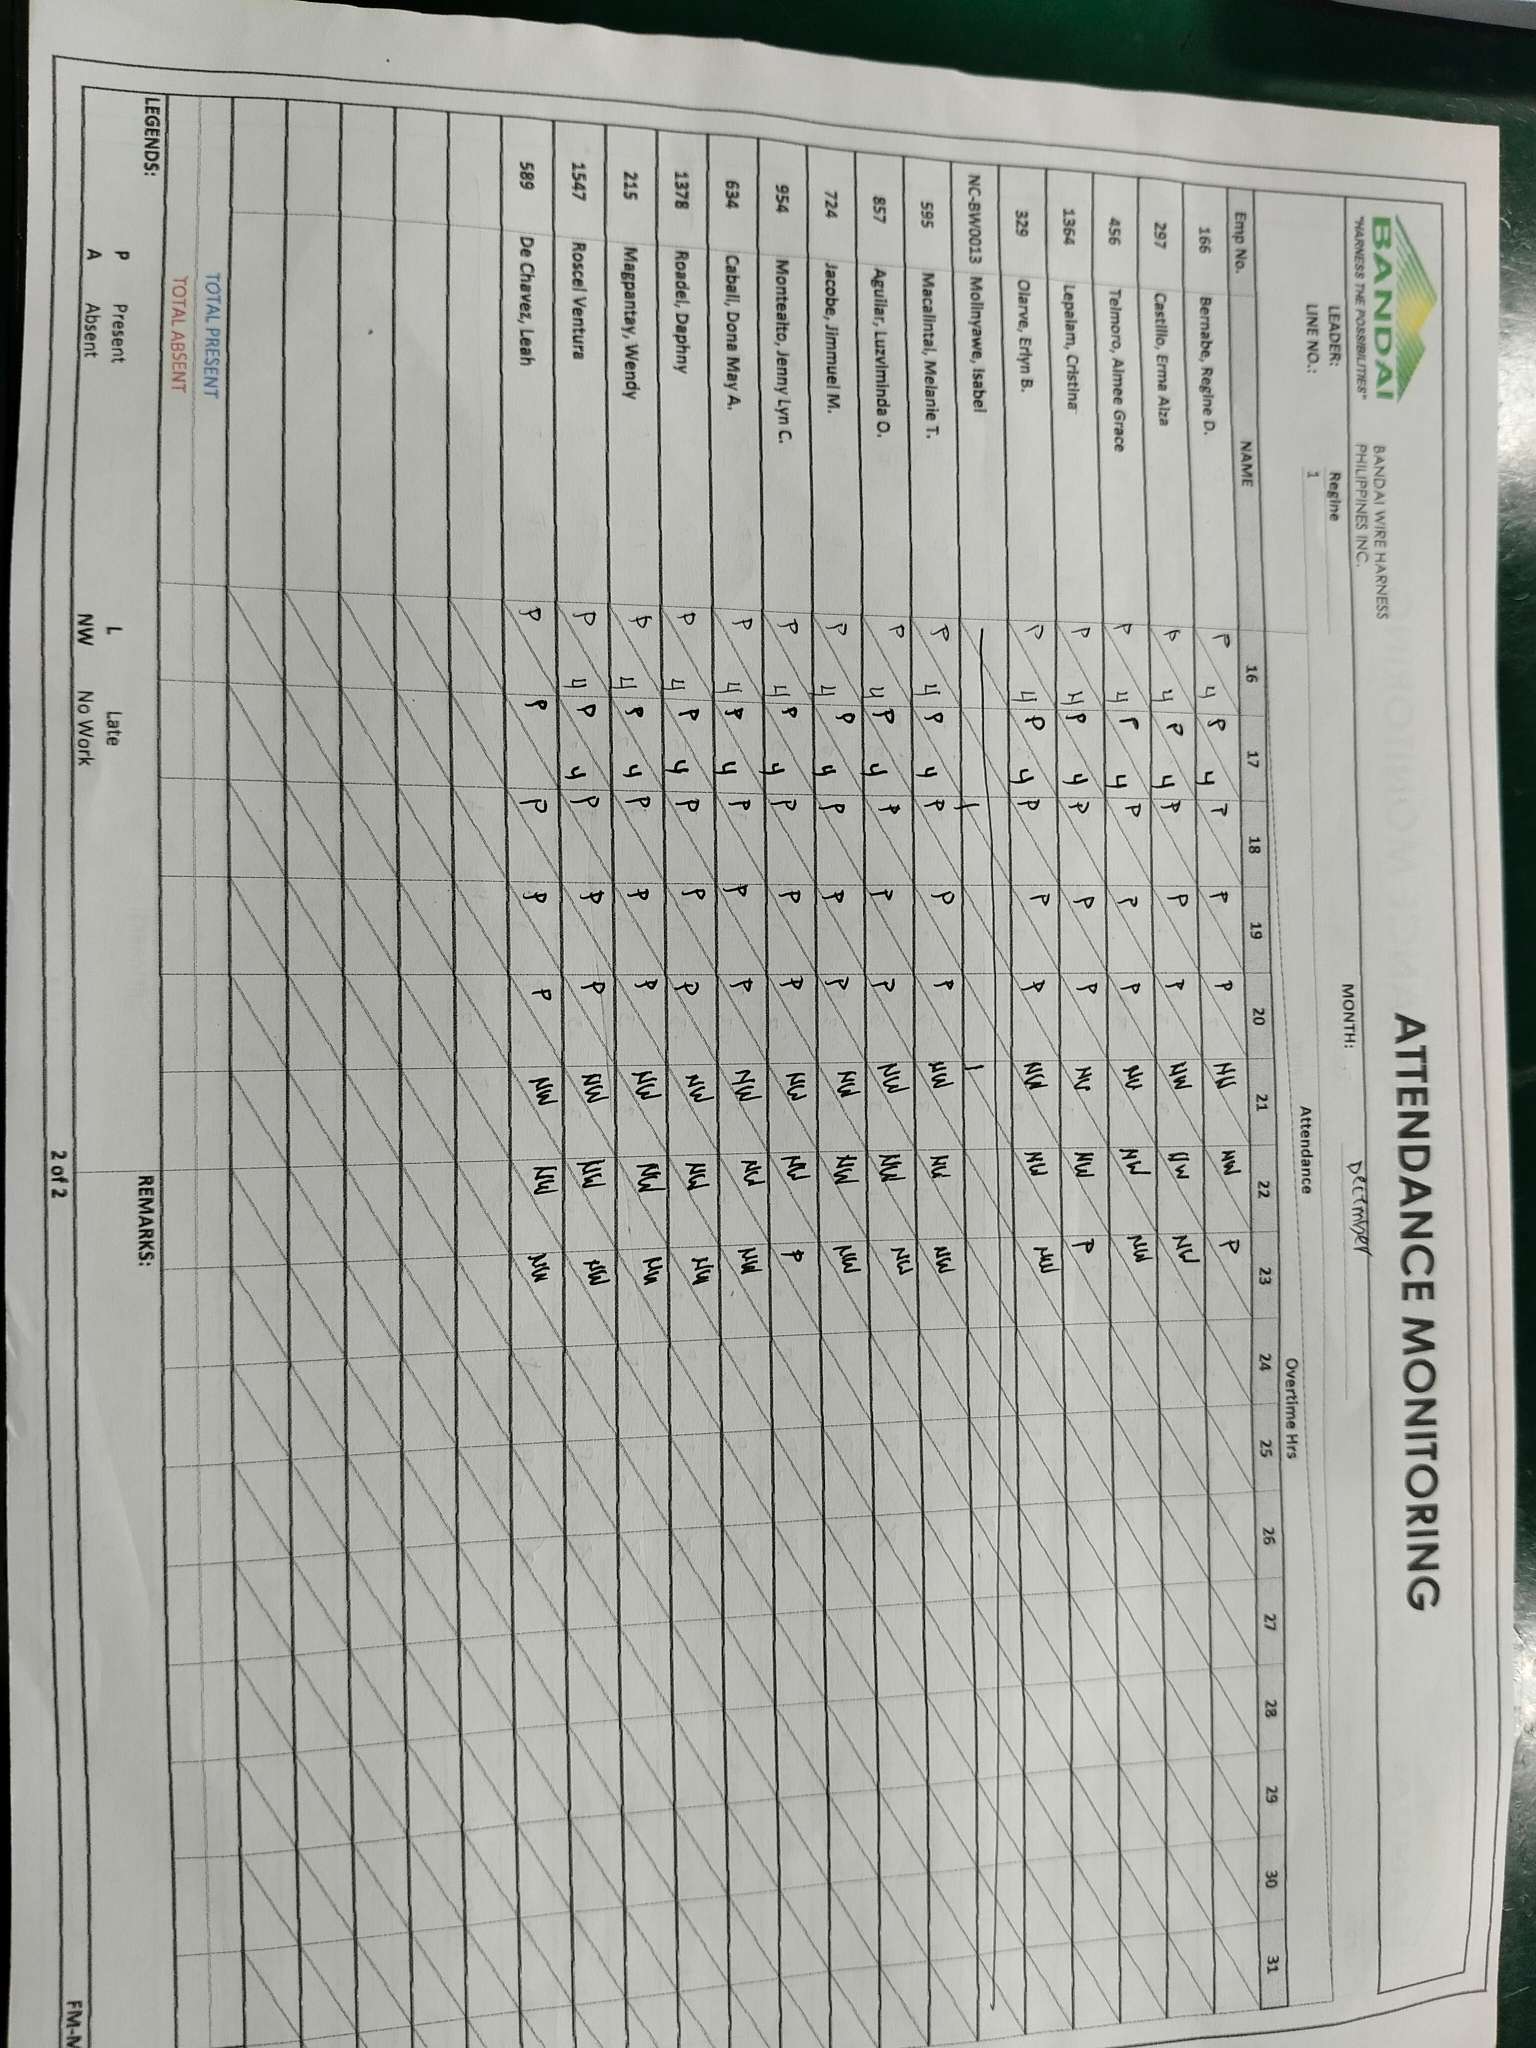 BANDAI
"HARNESS THE POSSIBILITIES"
BANDAI WIRE HARNESS
PHILIPPINES INC.
ATTENDANCE MONITORING
LEADER: Regine
MONTH: December
LINE NO.: 1
Attendance
Overtime Hrs
Emp No. NAME 16 17 18 19 20 21 22 23 24 25 26 27 28 29 30 31
166 Bernabe, Regine D. P 4 P 4 P P P NW NW P
297 Castillo, Erma Aiza P 4 P 4 P P P NW NW NW
456 Telmoro, Aimee Grace P 4 P 4 P P P NW NW NW
1364 Lepalam, Cristina P 4 P 4 P P P NW NW P
329 Olarve, Erlyn B. P 4 P 4 P P P NW NW NW
NC-BW0013 Molinyawe, Isabel
595 Macalintal, Melanie T. P 4 P 4 P P P NW NW NW
857 Aguilar, Luzviminda O. P 4 P 4 P P P NW NW NW
724 Jacobe, Jimmuel M. P 4 P 4 P P P NW NW NW
954 Montealto, Jenny Lyn C. P 4 P 4 P P P NW NW P
634 Caball, Dona May A. P 4 P 4 P P P NW NW NW
1378 Roadel, Daphny P 4 P 4 P P P NW NW NW
215 Magpantay, Wendy P 4 P 4 P P P NW NW NW
1547 Roscel Ventura P 4 P 4 P P P NW NW NW
589 De Chavez, Leah P P P P P NW NW NW
TOTAL PRESENT
TOTAL ABSENT
LEGENDS: REMARKS:
P Present L Late
A Absent NW No Work
2 of 2